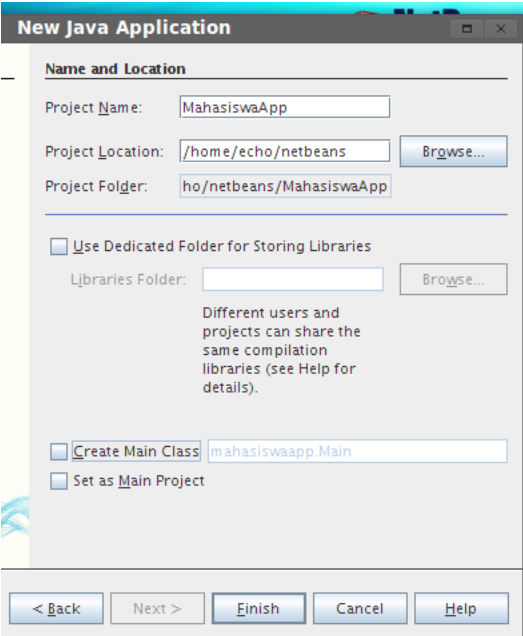 New Java Application
Name and Location
Project Name: MahasiswaApp
Project Location: /home/echo/netbeans Browse...
Project Folder: ho/netbeans/MahasiswaApp
Use Dedicated Folder for Storing Libraries
Libraries Folder: Browse...
Different users and
projects can share the
same compilation
libraries (see Help for
details).
Create Main Class mahasiswaapp.Main
Set as Main Project
< Back Next > Finish Cancel Help